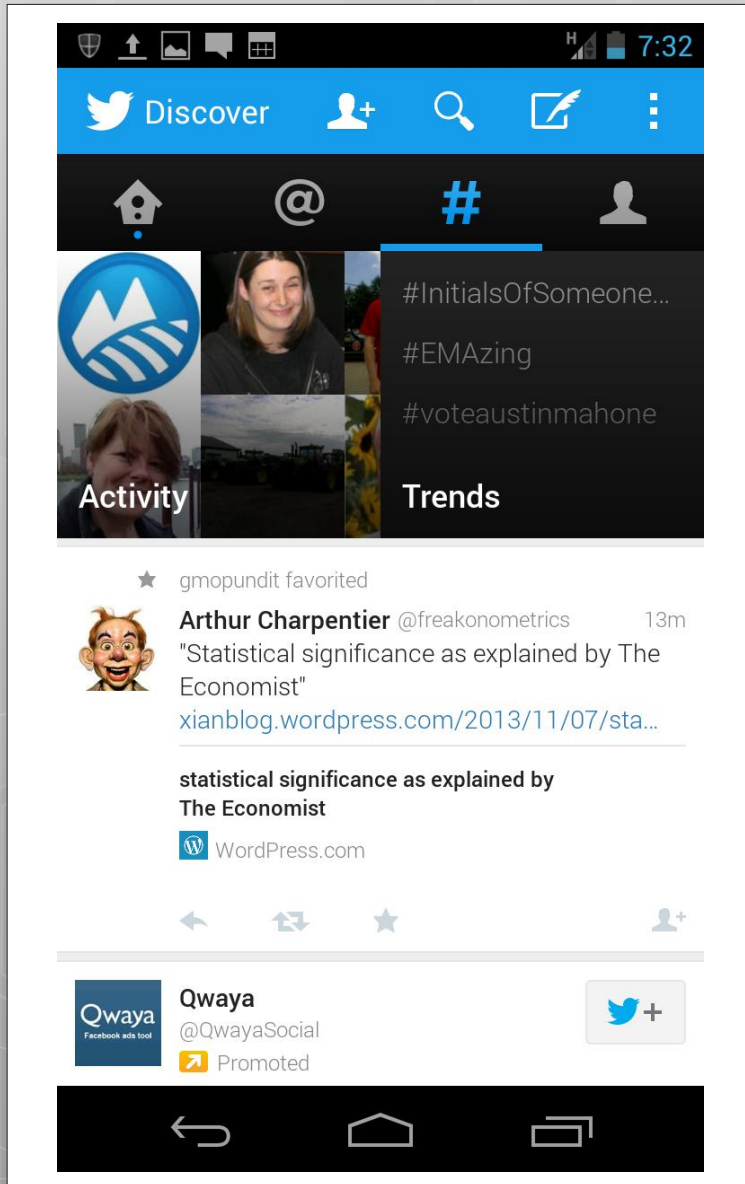 H 7:32
Discover
@ #
#InitialsOfSomeone...
#EMAzing
#voteaustinmahone
Activity
Trends
gmopundit favorited
Arthur Charpentier @freakonometrics 13m
"Statistical significance as explained by The
Economist"
xianblog.wordpress.com/2013/11/07/sta...
statistical significance as explained by
The Economist
WordPress.com
Qwaya
Facebook ads tool
Qwaya
@QwayaSocial
Promoted